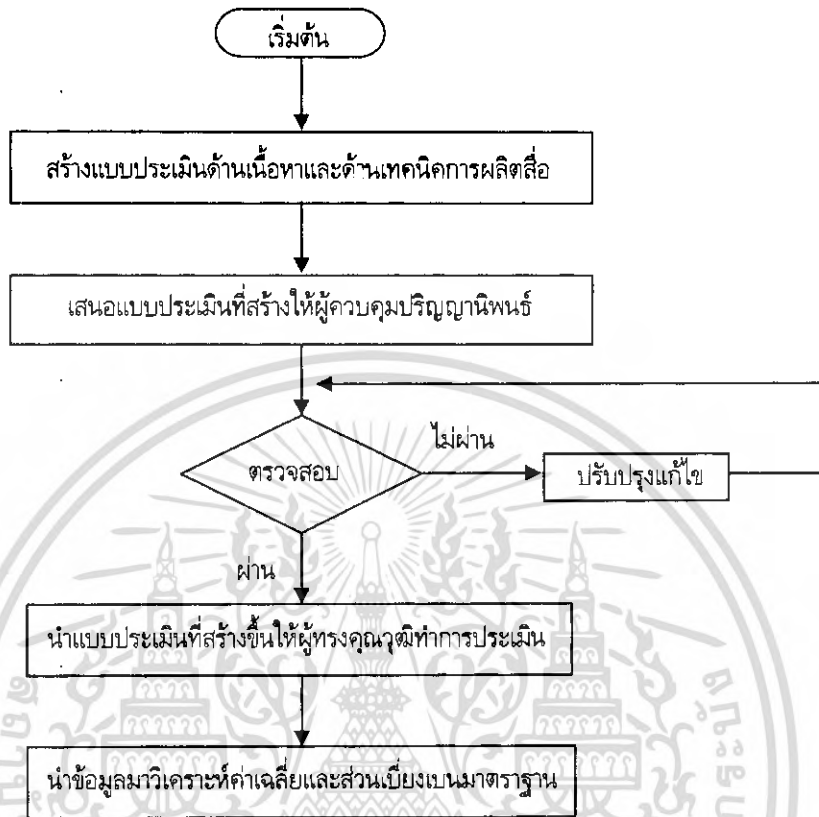 เริ่มต้น
สร้างแบบประเมินด้านเนื้อหาและด้านเทคนิคการผลิตสื่อ
เสนอแบบประเมินที่สร้างให้ผู้ควบคุมปริญญานิพนธ์
ตรวจสอบ
ไม่ผ่าน
ปรับปรุงแก้ไข
ผ่าน
นำแบบประเมินที่สร้างขึ้นให้ผู้ทรงคุณวุฒิทำการประเมิน
นำข้อมูลมาวิเคราะห์ค่าเฉลี่ยและส่วนเบี่ยงเบนมาตราฐาน